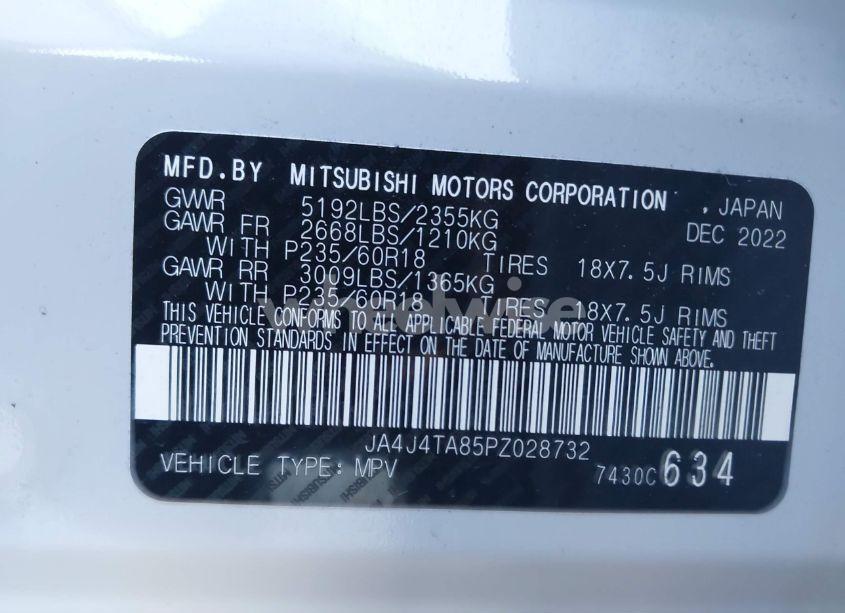 MFD.BY MITSUBISHI MOTORS CORPORATION , JAPAN
GVWR 5192LBS/2355KG DEC 2022
GAWR FR 2668LBS/1210KG
WITH P235/60R18 TIRES 18X7.5J RIMS
GAWR RR 3009LBS/1365KG
WITH P235/60R18 TIRES 18X7.5J RIMS
wheelwire
THIS VEHICLE CONFORMS TO ALL APPLICABLE FEDERAL MOTOR VEHICLE SAFETY AND THEFT
PREVENTION STANDARDS IN EFFECT ON THE DATE OF MANUFACTURE SHOWN ABOVE.
JA4J4TA85PZ028732
VEHICLE TYPE: MPV 7430C 634